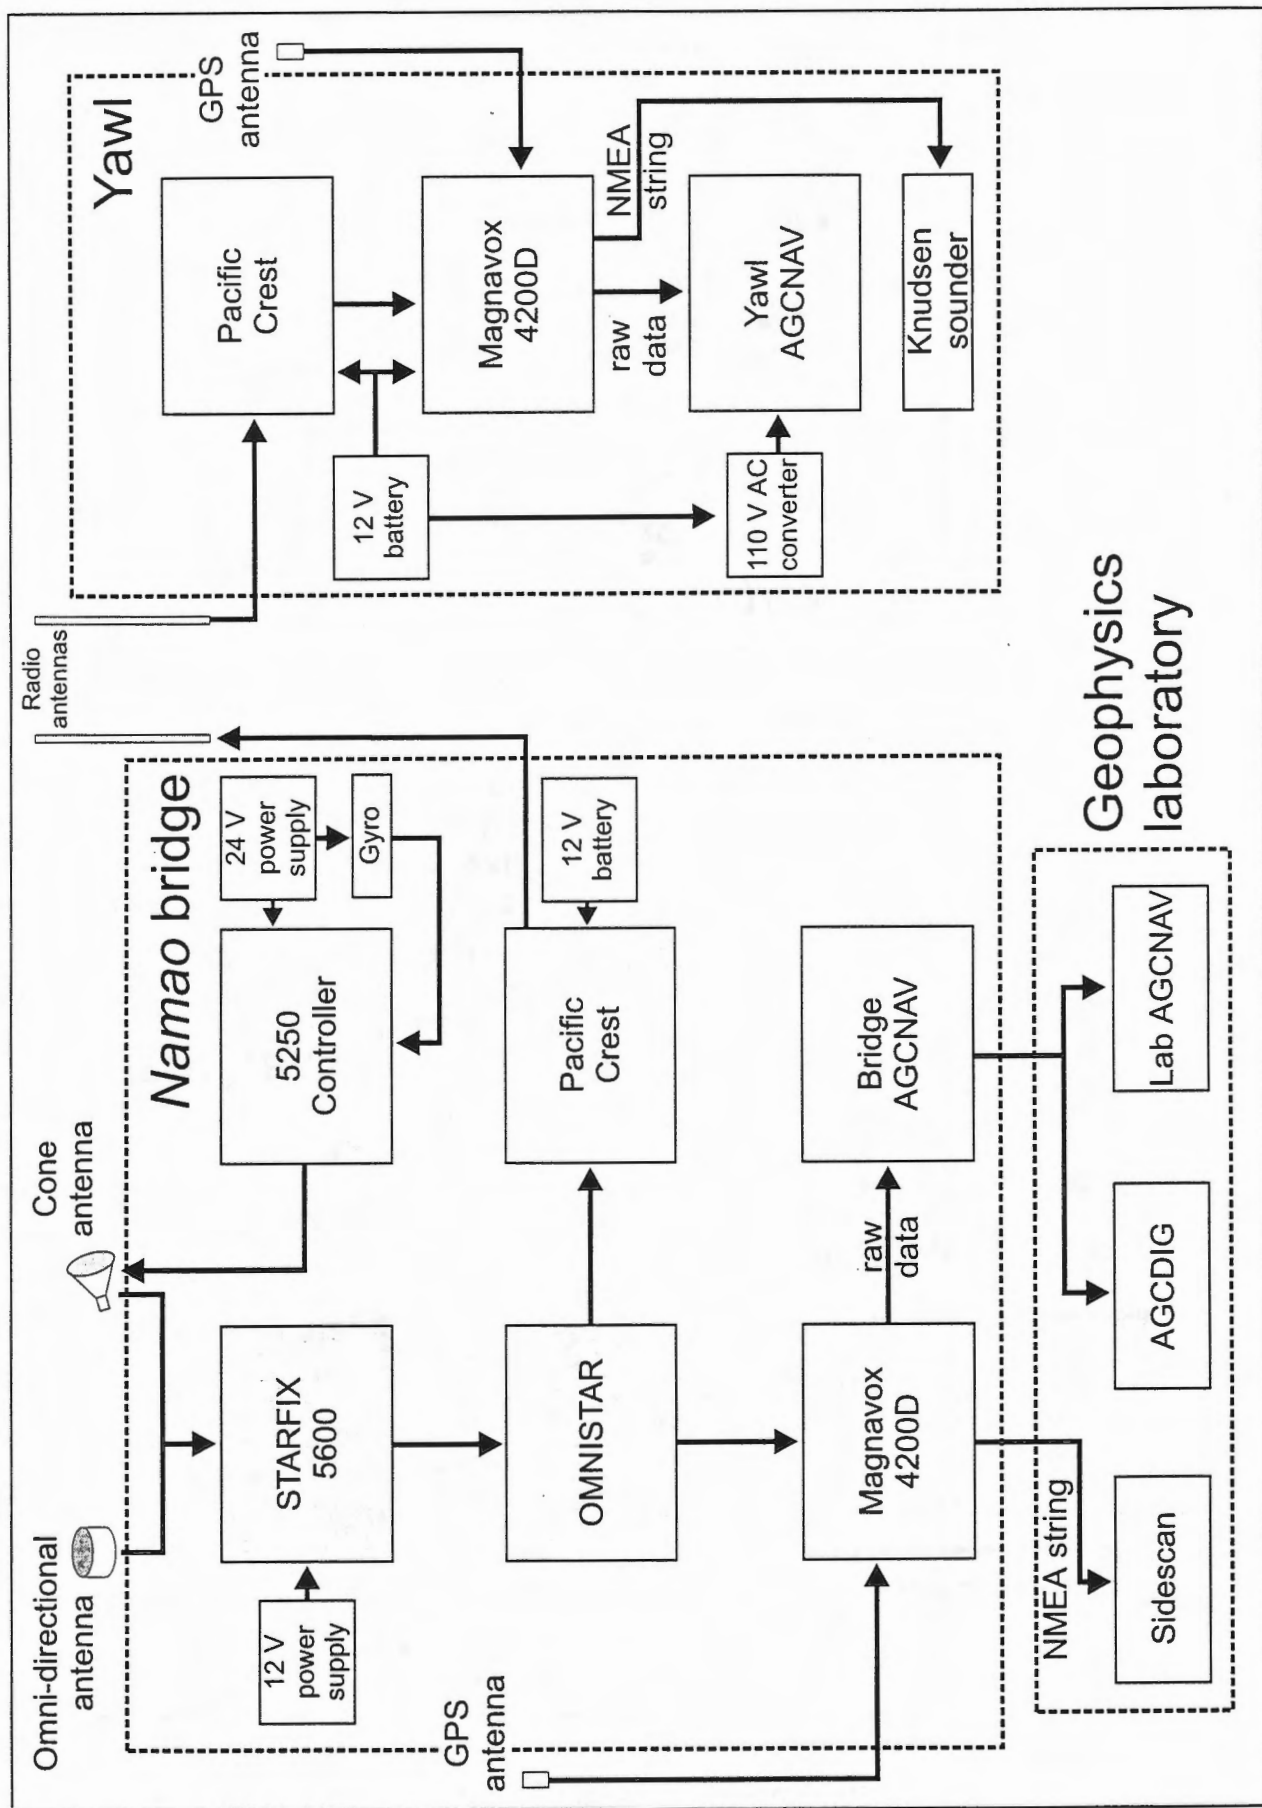 Omni-directional
antenna
Cone
antenna
Radio
antennas
Namao bridge
12 V
power
supply
STARFIX
5600
5250
Controller
24 V
power
supply
Gyro
GPS
antenna
OMNISTAR
Pacific
Crest
12 V
battery
Magnavox
4200D
raw
data
Bridge
AGCNAV
NMEA string
Sidescan
AGCDIG
Lab AGCNAV
Geophysics
laboratory
Yawl
GPS
antenna
Pacific
Crest
12 V
battery
Magnavox
4200D
raw
data
NMEA
string
110 V AC
converter
Yawl
AGCNAV
Knudsen
sounder